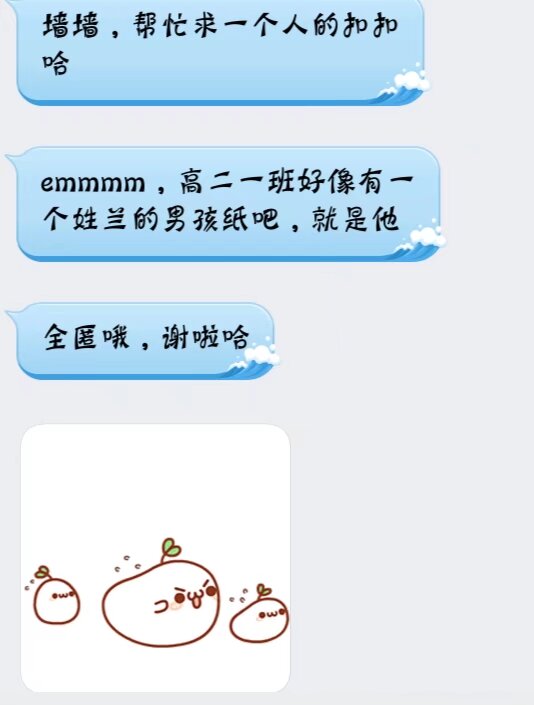 墙墙，帮忙求一个人的扣扣
哈
emmmm，高二一班好像有一
个姓兰的男孩纸吧，就是他
全匿哦，谢啦哈